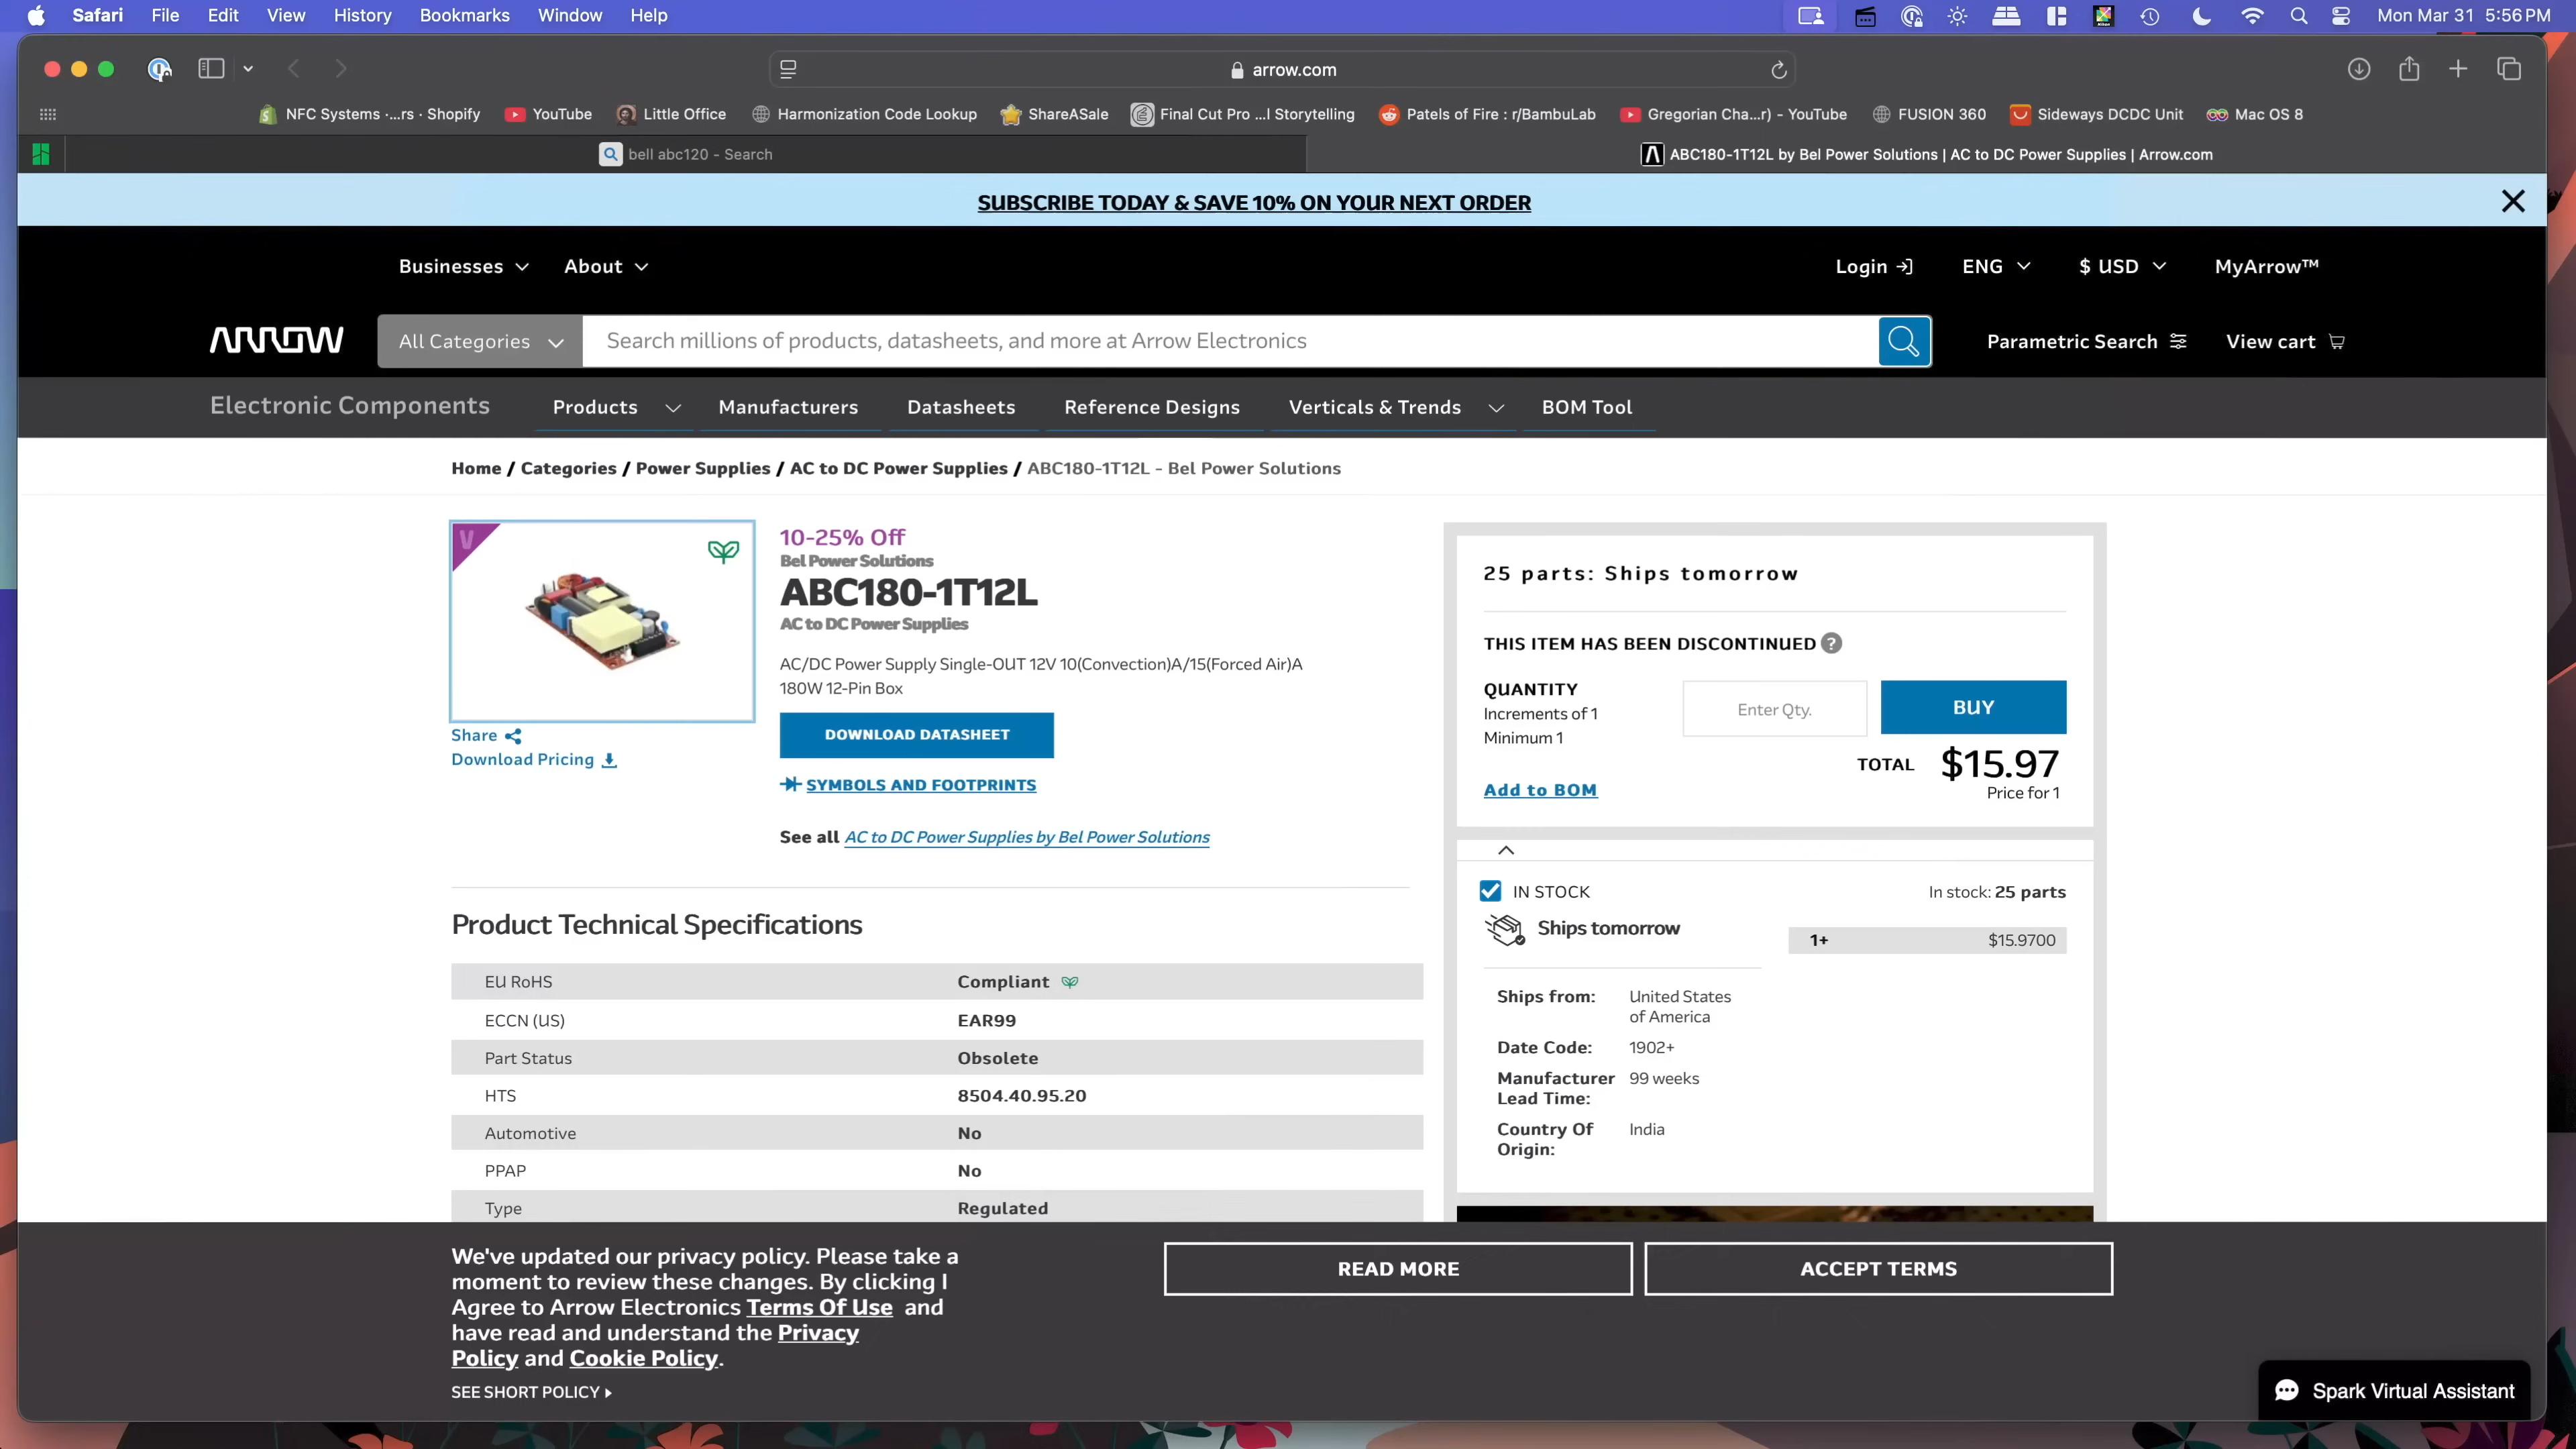 Safari File Edit View History Bookmarks Window Help
Mon Mar 31 5:56 PM
arrow.com
NFC Systems ·...rs · Shopify
YouTube
Little Office
Harmonization Code Lookup
ShareASale
Final Cut Pro ...l Storytelling
Patels of Fire : r/BambuLab
Gregorian Cha...r) - YouTube
FUSION 360
Sideways DCDC Unit
Mac OS 8
bell abc120 - Search
ABC180-1T12L by Bel Power Solutions | AC to DC Power Supplies | Arrow.com
SUBSCRIBE TODAY & SAVE 10% ON YOUR NEXT ORDER
Businesses About
Login ENG $ USD MyArrow™
ARROW
All Categories
Search millions of products, datasheets, and more at Arrow Electronics
Parametric Search
View cart
Electronic Components Products Manufacturers Datasheets Reference Designs Verticals & Trends BOM Tool
Home / Categories / Power Supplies / AC to DC Power Supplies / ABC180-1T12L - Bel Power Solutions
V
Share
Download Pricing
10-25% Off
Bel Power Solutions
ABC180-1T12L
AC to DC Power Supplies
AC/DC Power Supply Single-OUT 12V 10(Convection)A/15(Forced Air)A
180W 12-Pin Box
DOWNLOAD DATASHEET
SYMBOLS AND FOOTPRINTS
See all AC to DC Power Supplies by Bel Power Solutions
Product Technical Specifications
EU RoHS Compliant
ECCN (US) EAR99
Part Status Obsolete
HTS 8504.40.95.20
Automotive No
PPAP No
Type Regulated
25 parts: Ships tomorrow
THIS ITEM HAS BEEN DISCONTINUED ?
QUANTITY
Increments of 1
Minimum 1
Enter Qty.
BUY
TOTAL $15.97
Price for 1
Add to BOM
IN STOCK
In stock: 25 parts
Ships tomorrow
1+ $15.9700
Ships from: United States
of America
Date Code: 1902+
Manufacturer 99 weeks
Lead Time:
Country Of India
Origin:
We've updated our privacy policy. Please take a
moment to review these changes. By clicking I
Agree to Arrow Electronics Terms Of Use and
have read and understand the Privacy
Policy and Cookie Policy.
SEE SHORT POLICY
READ MORE
ACCEPT TERMS
Spark Virtual Assistant